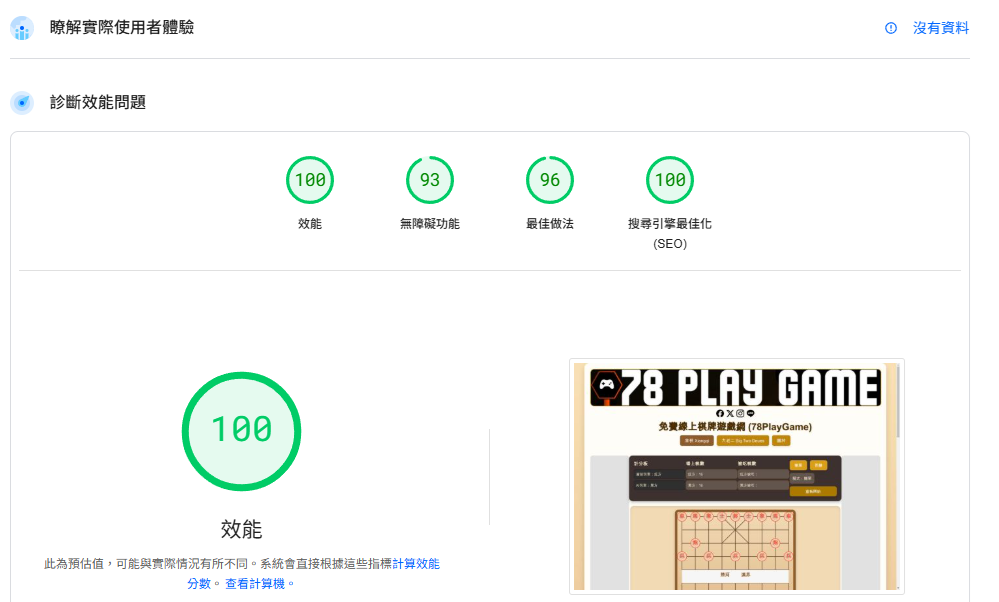 瞭解實際使用者體驗
沒有資料
診斷效能問題
100
93
96
100
效能
無障礙功能
最佳做法
搜尋引擎最佳化
(SEO)
100
效能
此為預估值，可能與實際情況有所不同。系統會直接根據這些指標計算效能
分數。 查看計算機。
78 PLAY GAME
免費線上棋牌遊戲網 (78PlayGame)